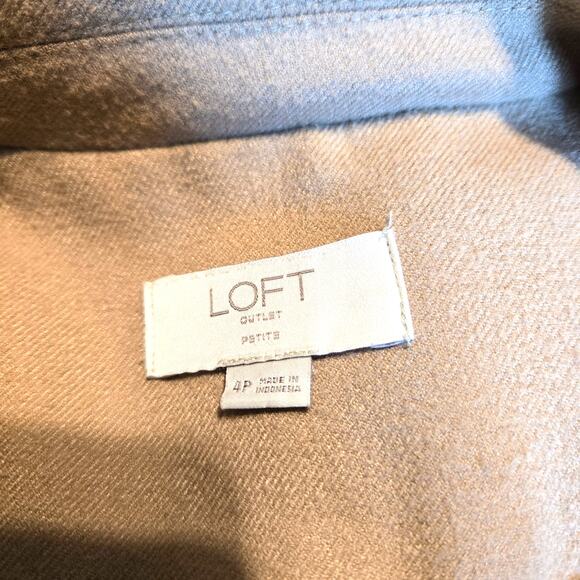 LOFT
OUTLET
PETITE
4P MADE IN
INDONESIA